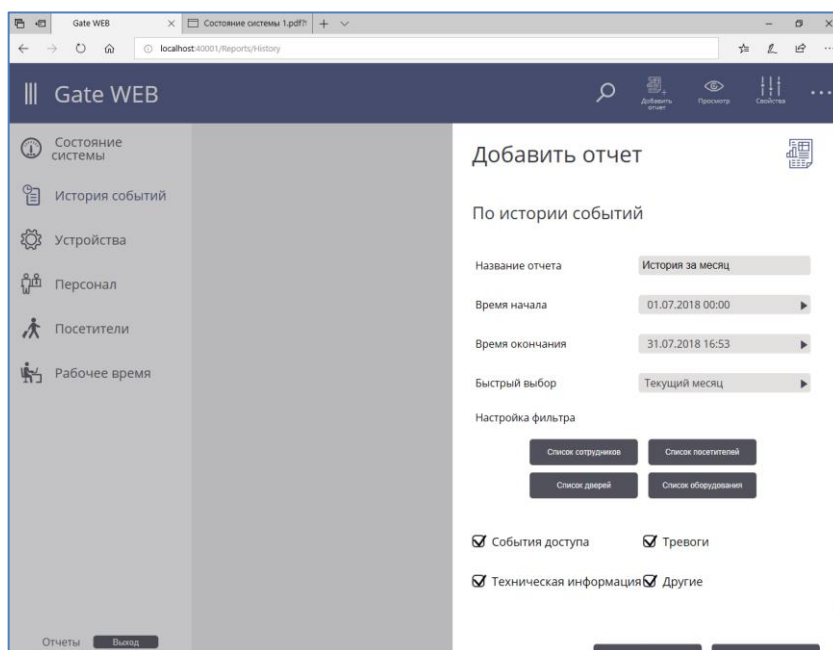 Gate WEB
Состояние системы 1.pdf?
localhost:40001/Reports/History
Gate WEB
Добавить
отчет
Просмотр
Свойства
Состояние
системы
История событий
Устройства
Персонал
Посетители
Рабочее время
Отчеты
Выход
Добавить отчет
По истории событий
Название отчета
История за месяц
Время начала
01.07.2018 00:00
Время окончания
31.07.2018 16:53
Быстрый выбор
Текущий месяц
Настройка фильтра
Список сотрудников
Список посетителей
Список дверей
Список оборудования
События доступа
Тревоги
Техническая информация
Другие